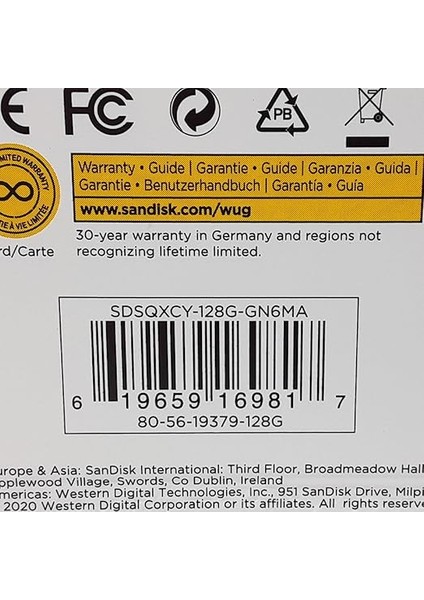 CE FC PB
LIMITED WARRANTY
GARANTIE À VIE LIMITÉE
Warranty • Guide | Garantie • Guide | Garanzia • Guida |
Garantie • Benutzerhandbuch | Garantía • Guía
www.sandisk.com/wug
30-year warranty in Germany and regions not
recognizing lifetime limited.
rd/Carte
SDSQXCY-128G-GN6MA
6 19659 16981 7
80-56-19379-128G
urope & Asia: SanDisk International: Third Floor, Broadmeadow Hall
pplewood Village, Swords, Co Dublin, Ireland
mericas: Western Digital Technologies, Inc., 951 SanDisk Drive, Milpi
2020 Western Digital Corporation or its affiliates. All rights reserve